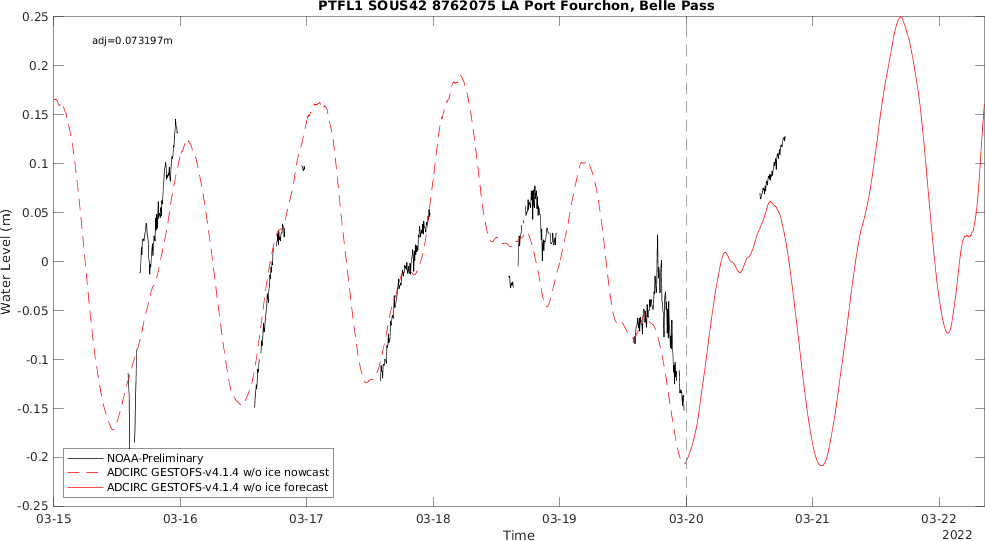 PTFL1 SOUS42 8762075 LA Port Fourchon, Belle Pass
adj=0.073197m
Water Level (m)
0.25
0.2
0.15
0.1
0.05
0
-0.05
-0.1
-0.15
-0.2
-0.25
NOAA-Preliminary
ADCIRC GESTOFS-v4.1.4 w/o ice nowcast
ADCIRC GESTOFS-v4.1.4 w/o ice forecast
03-15 03-16 03-17 03-18 03-19 03-20 03-21 03-22
Time
2022